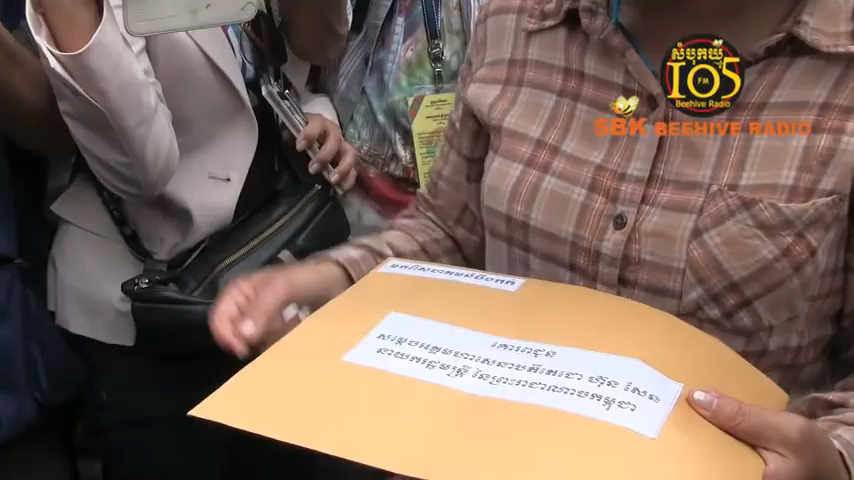 សំបុកឃ្មុំ
105
FM
Beehive Radio
SBK BEEHIVE RADIO
គោរពជូន
សម្តេចអគ្គមហាសេនាបតីតេជោ ហ៊ុន សែន
នាយករដ្ឋមន្ត្រី នៃព្រះរាជាណាចក្រកម្ពុជា